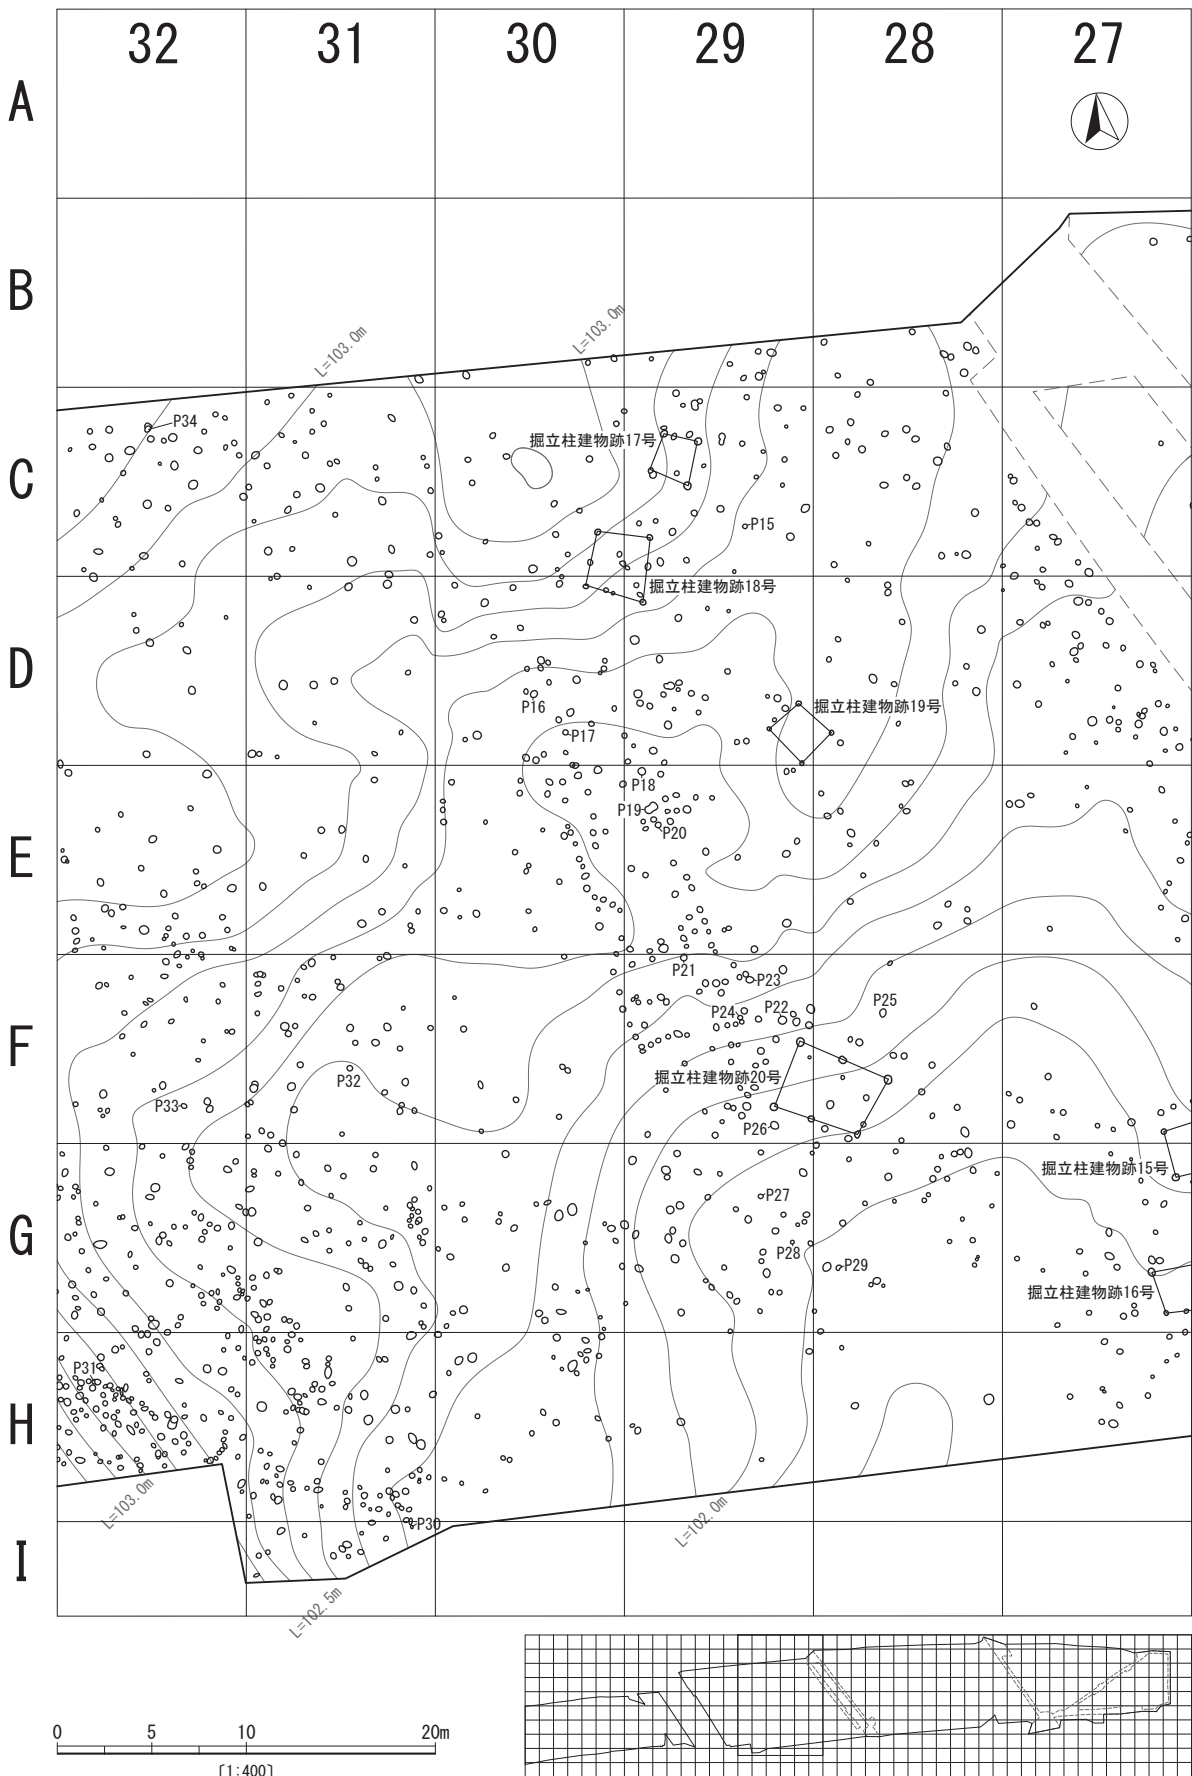 32 31 30 29 28 27
A
L=103.0m
L=103.0m
B
P34
掘立柱建物跡17号
C
P15
掘立柱建物跡18号
D
P16
掘立柱建物跡19号
P17
P18
P19
P20
E
P21
P23
P24
P22
P25
F
P32
掘立柱建物跡20号
P33
P26
掘立柱建物跡15号
P27
G
P28
P29
掘立柱建物跡16号
P31
H
L=103.0m
P30
L=102.0m
I
L=102.5m
0 5 10 20m
[1:400]